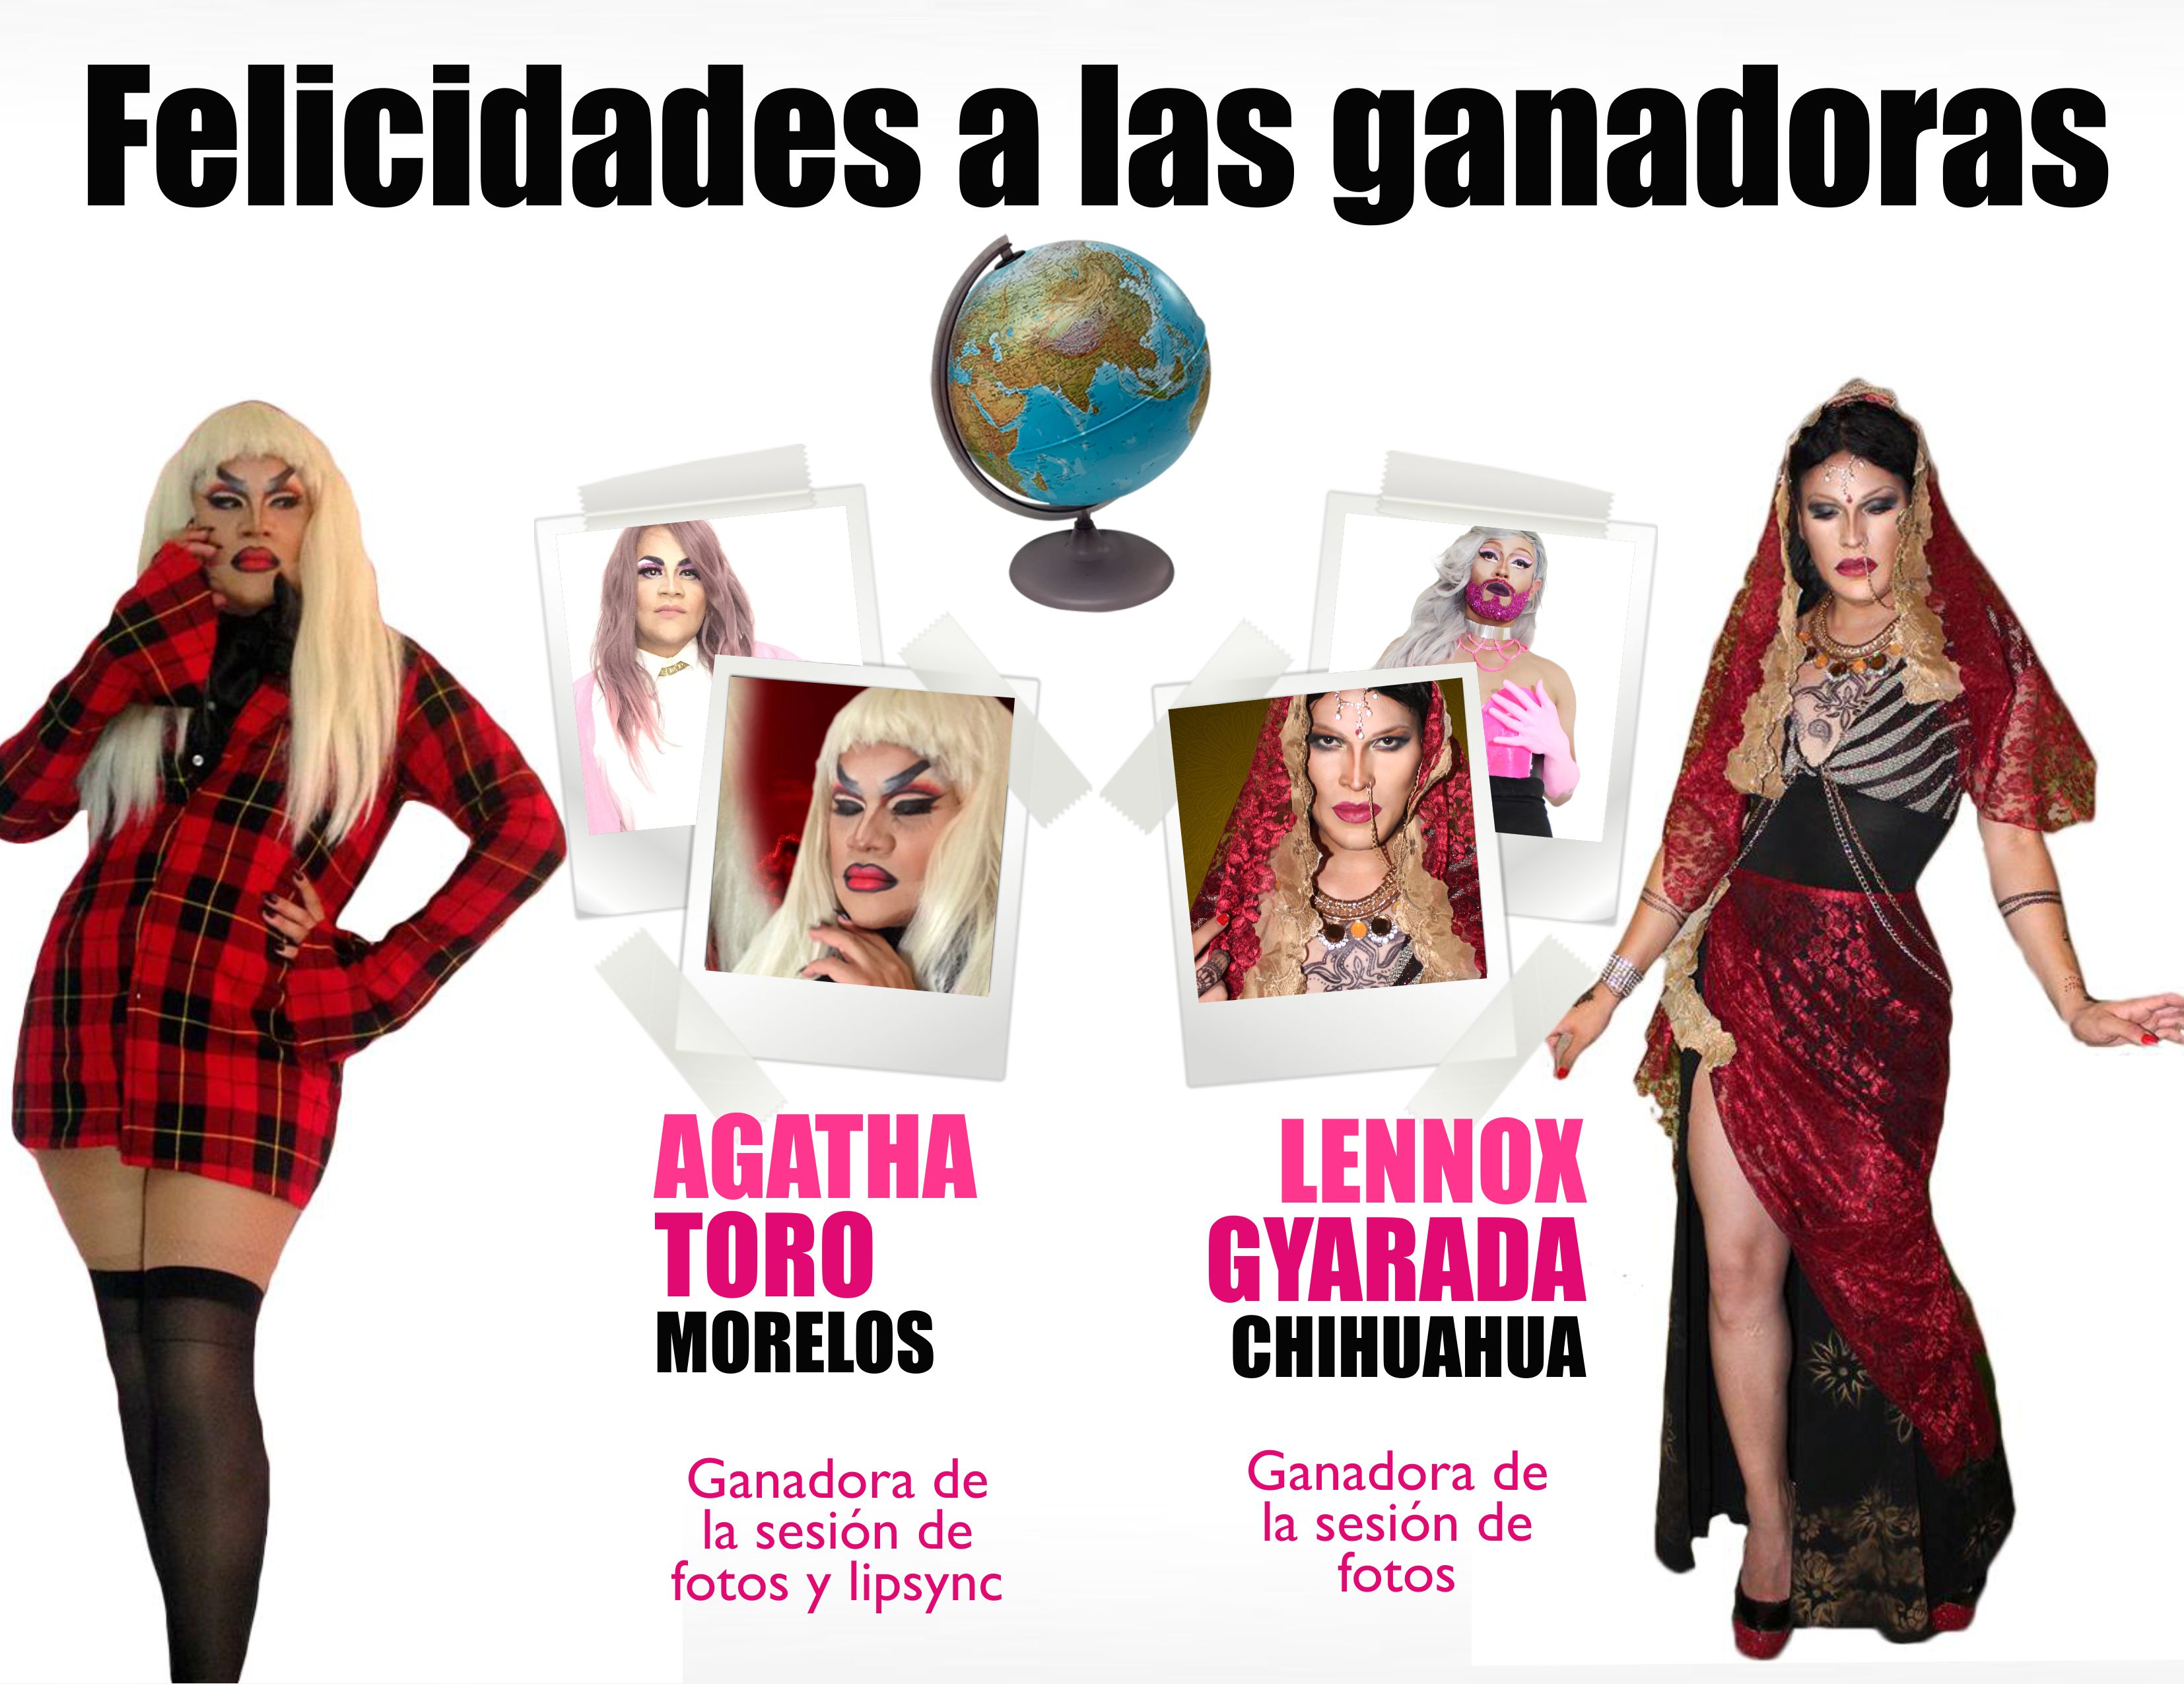 Felicidades a las ganadoras
AGATHA
TORO
MORELOS
Ganadora de
la sesión de
fotos y lipsync
LENNOX
GYARADA
CHIHUAHUA
Ganadora de
la sesión de
fotos